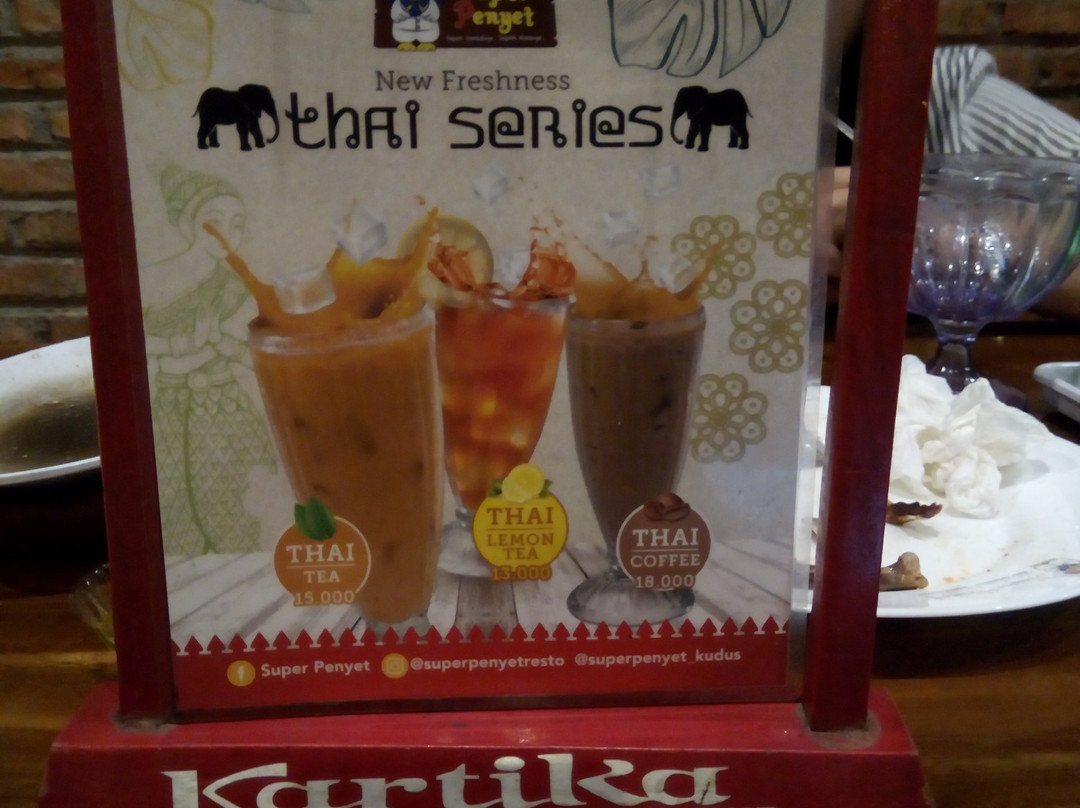 Penyet
New Freshness
thai series
THAI
TEA
15.000
THAI
LEMON
TEA
13.000
THAI
COFFEE
18.000
f Super Penyet @superpenyetresto @superpenyet_kudus
Kartika